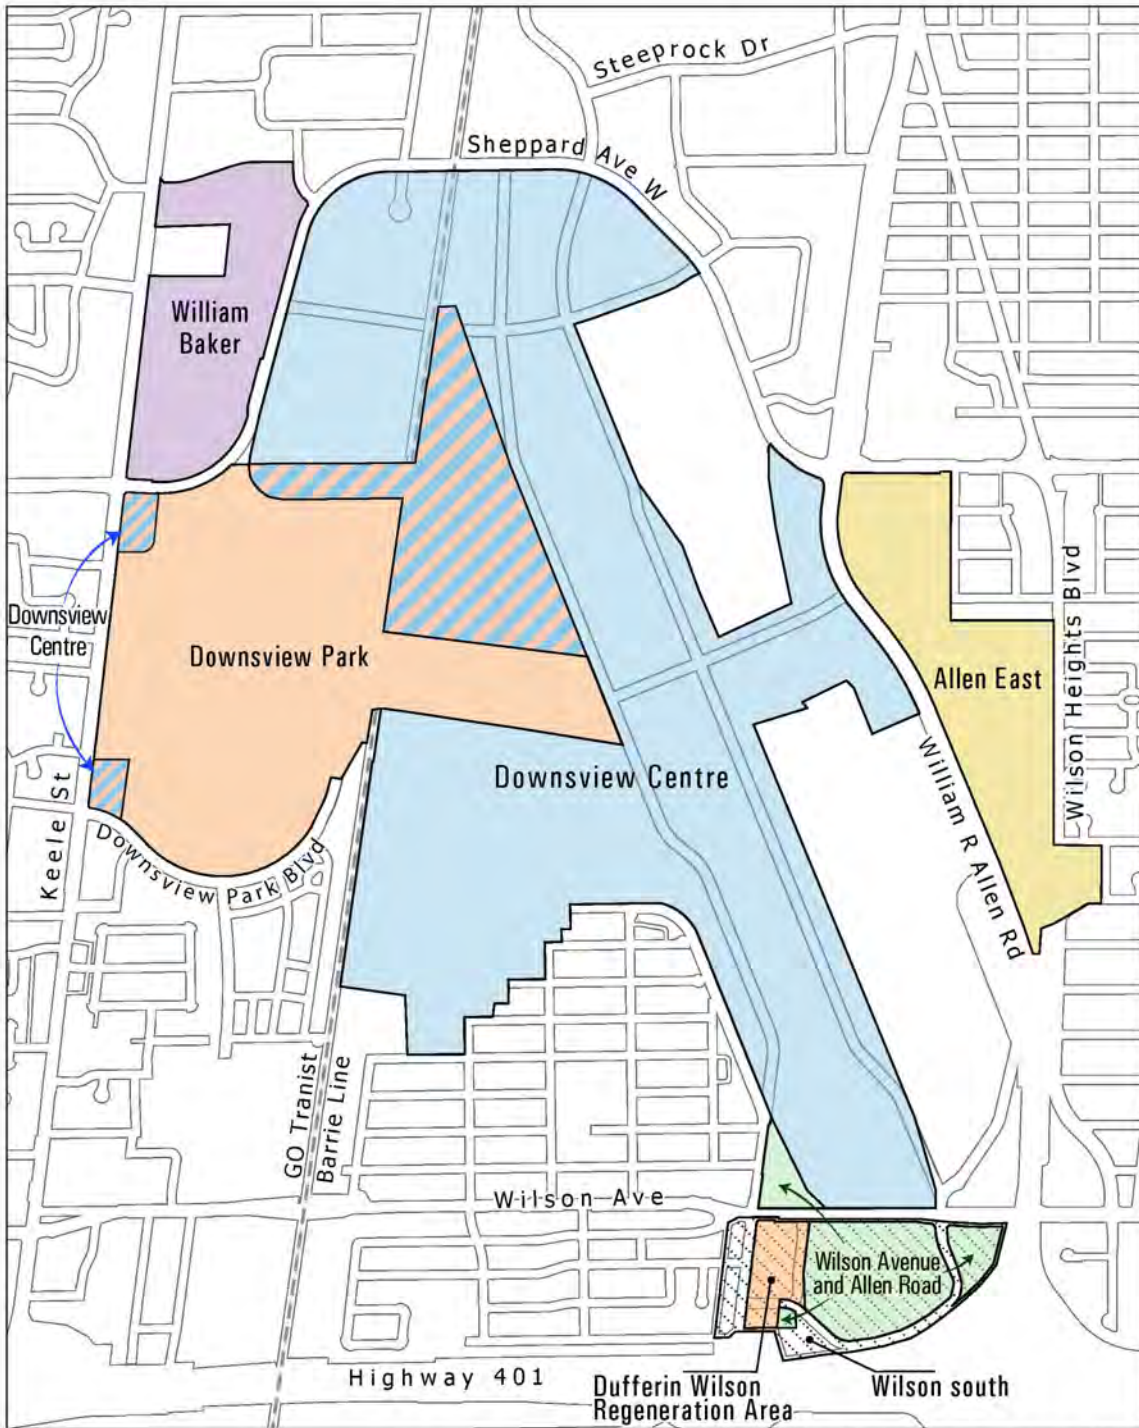 Steeprock Dr
Sheppard Ave W
William
Baker
Downsview
Centre
Downsview Park
Allen East
Wilson Heights Blvd
Downsview Centre
William R Allen Rd
Keele St
Downsview Park Blvd
GO Tranist
Barrie Line
Wilson Ave
Wilson Avenue
and Allen Road
Highway 401
Dufferin Wilson
Regeneration Area
Wilson south